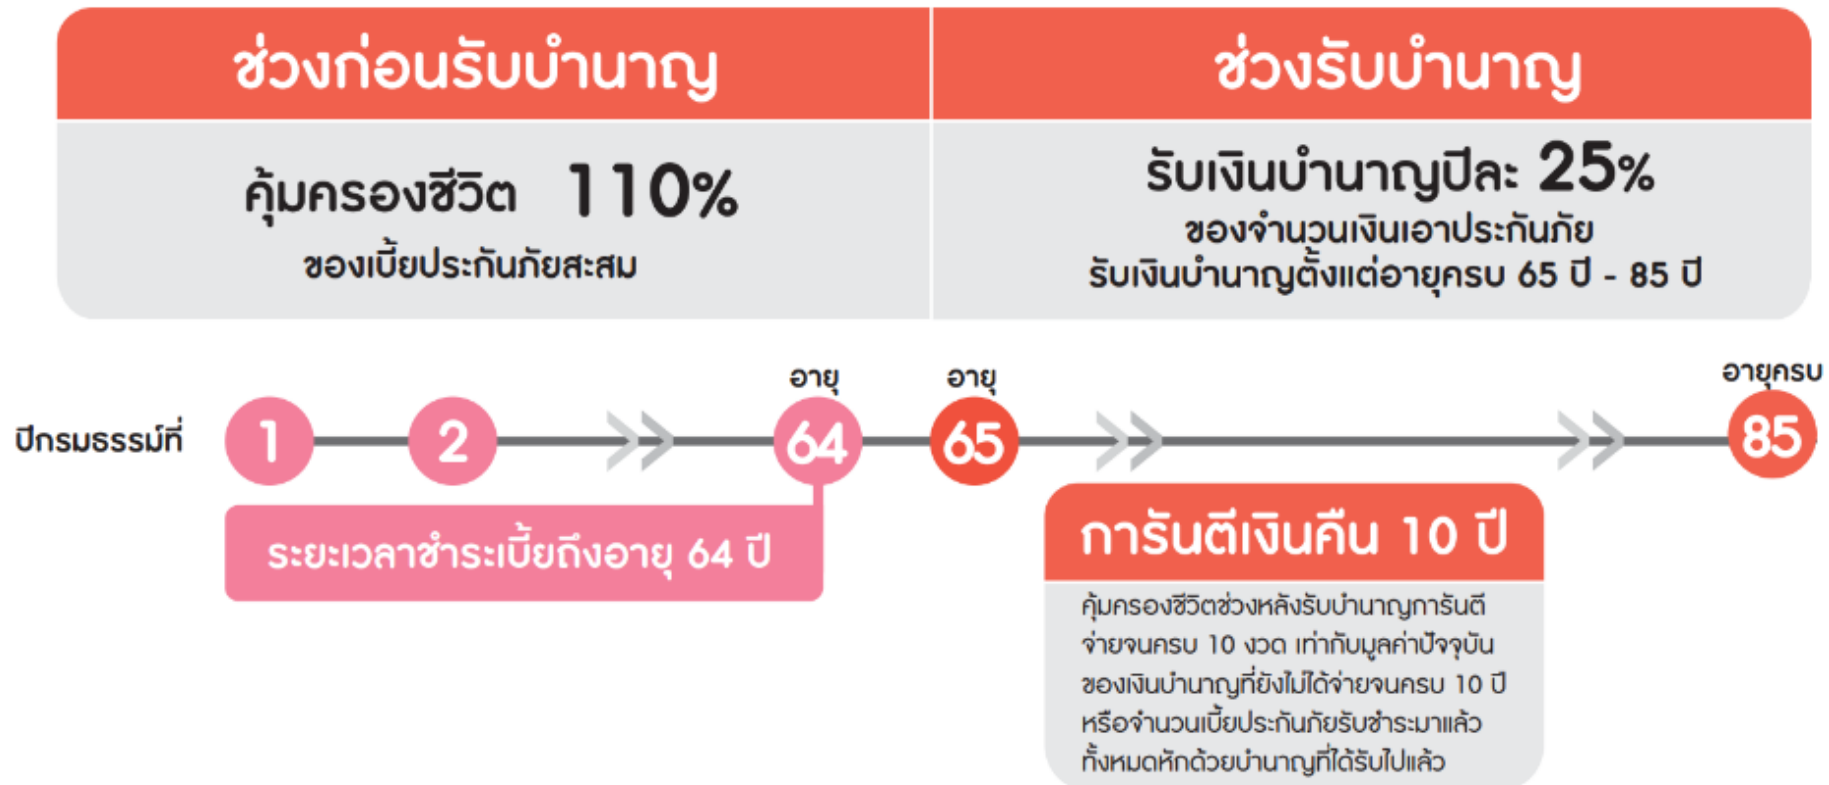 ช่วงก่อนรับบำนาญ
คุ้มครองชีวิต 110%
ของเบี้ยประกันภัยสะสม
ช่วงรับบำนาญ
รับเงินบำนาญปีละ 25%
ของจำนวนเงินเอาประกันภัย
รับเงินบำนาญตั้งแต่อายุครบ 65 ปี - 85 ปี
อายุ อายุ อายุครบ
ปีกรมธรรม์ที่ 1 2 64 65 85
ระยะเวลาชำระเบี้ยถึงอายุ 64 ปี
การันตีเงินคืน 10 ปี
คุ้มครองชีวิตช่วงหลังรับบำนาญการันตี
จ่ายจนครบ 10 งวด เท่ากับมูลค่าปัจจุบัน
ของเงินบำนาญที่ยังไม่ได้จ่ายจนครบ 10 ปี
หรือจำนวนเบี้ยประกันภัยรับชำระมาแล้ว
ทั้งหมดหักด้วยบำนาญที่ได้รับไปแล้ว